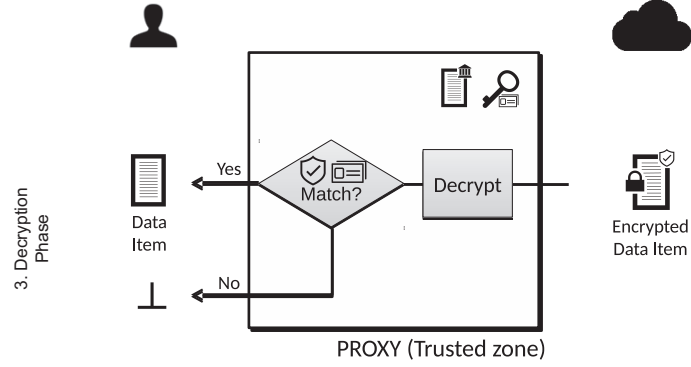 3. Decryption
Phase
Data
Item
Yes
No
Match?
Decrypt
Encrypted
Data Item
PROXY (Trusted zone)